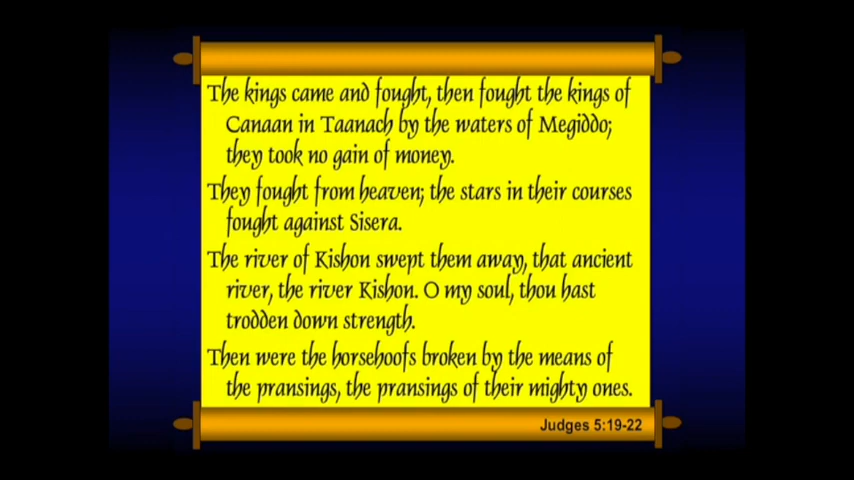 The kings came and fought, then fought the kings of
Canaan in Taanach by the waters of Megiddo;
they took no gain of money.
They fought from heaven; the stars in their courses
fought against Sisera.
The river of Kishon swept them away, that ancient
river, the river Kishon. O my soul, thou hast
trodden down strength.
Then were the horsehoofs broken by the means of
the pransings, the pransings of their mighty ones.
Judges 5:19-22